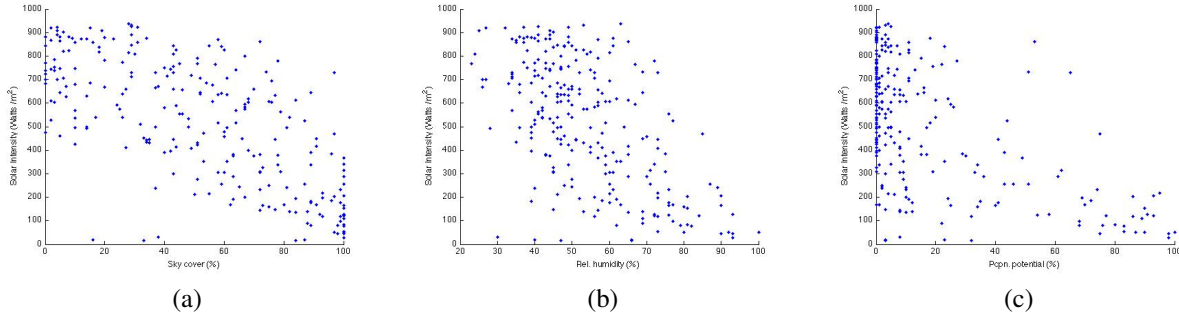 1000
900
800
700
600
500
400
300
200
100
0
0 20 40 60 80 100
Solar Intensity (Watts /m²)
Sky cover (%)
(a)
1000
900
800
700
600
500
400
300
200
100
0
20 30 40 50 60 70 80 90 100
Solar Intensity (Watts /m²)
Rel. humidity (%)
(b)
1000
900
800
700
600
500
400
300
200
100
0
0 20 40 60 80 100
Solar Intensity (Watts /m²)
Pcpn. potential (%)
(c)